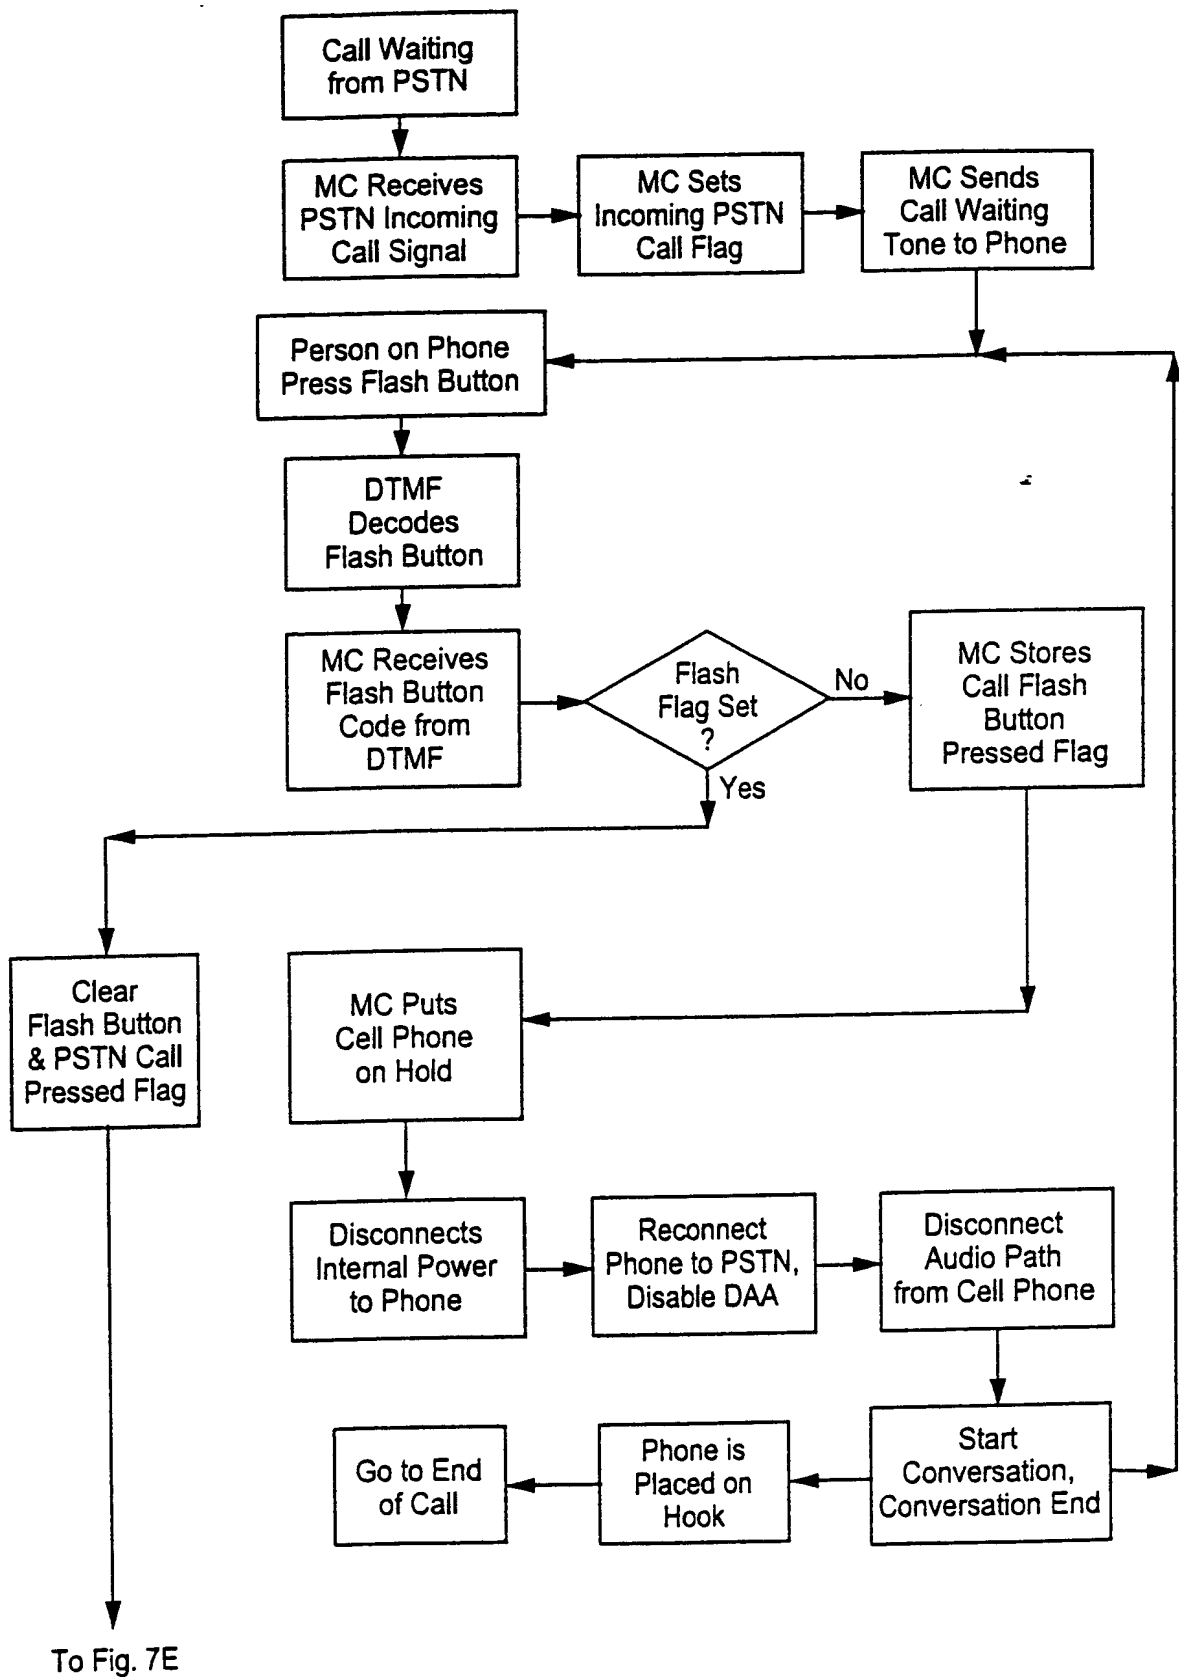 Call Waiting
from PSTN
MC Receives
PSTN Incoming
Call Signal
MC Sets
Incoming PSTN
Call Flag
MC Sends
Call Waiting
Tone to Phone
Person on Phone
Press Flash Button
DTMF
Decodes
Flash Button
MC Receives
Flash Button
Code from
DTMF
Flash
Flag Set
?
No
Yes
MC Stores
Call Flash
Button
Pressed Flag
Clear
Flash Button
& PSTN Call
Pressed Flag
MC Puts
Cell Phone
on Hold
Disconnects
Internal Power
to Phone
Reconnect
Phone to PSTN,
Disable DAA
Disconnect
Audio Path
from Cell Phone
Start
Conversation,
Conversation End
Phone is
Placed on
Hook
Go to End
of Call
To Fig. 7E